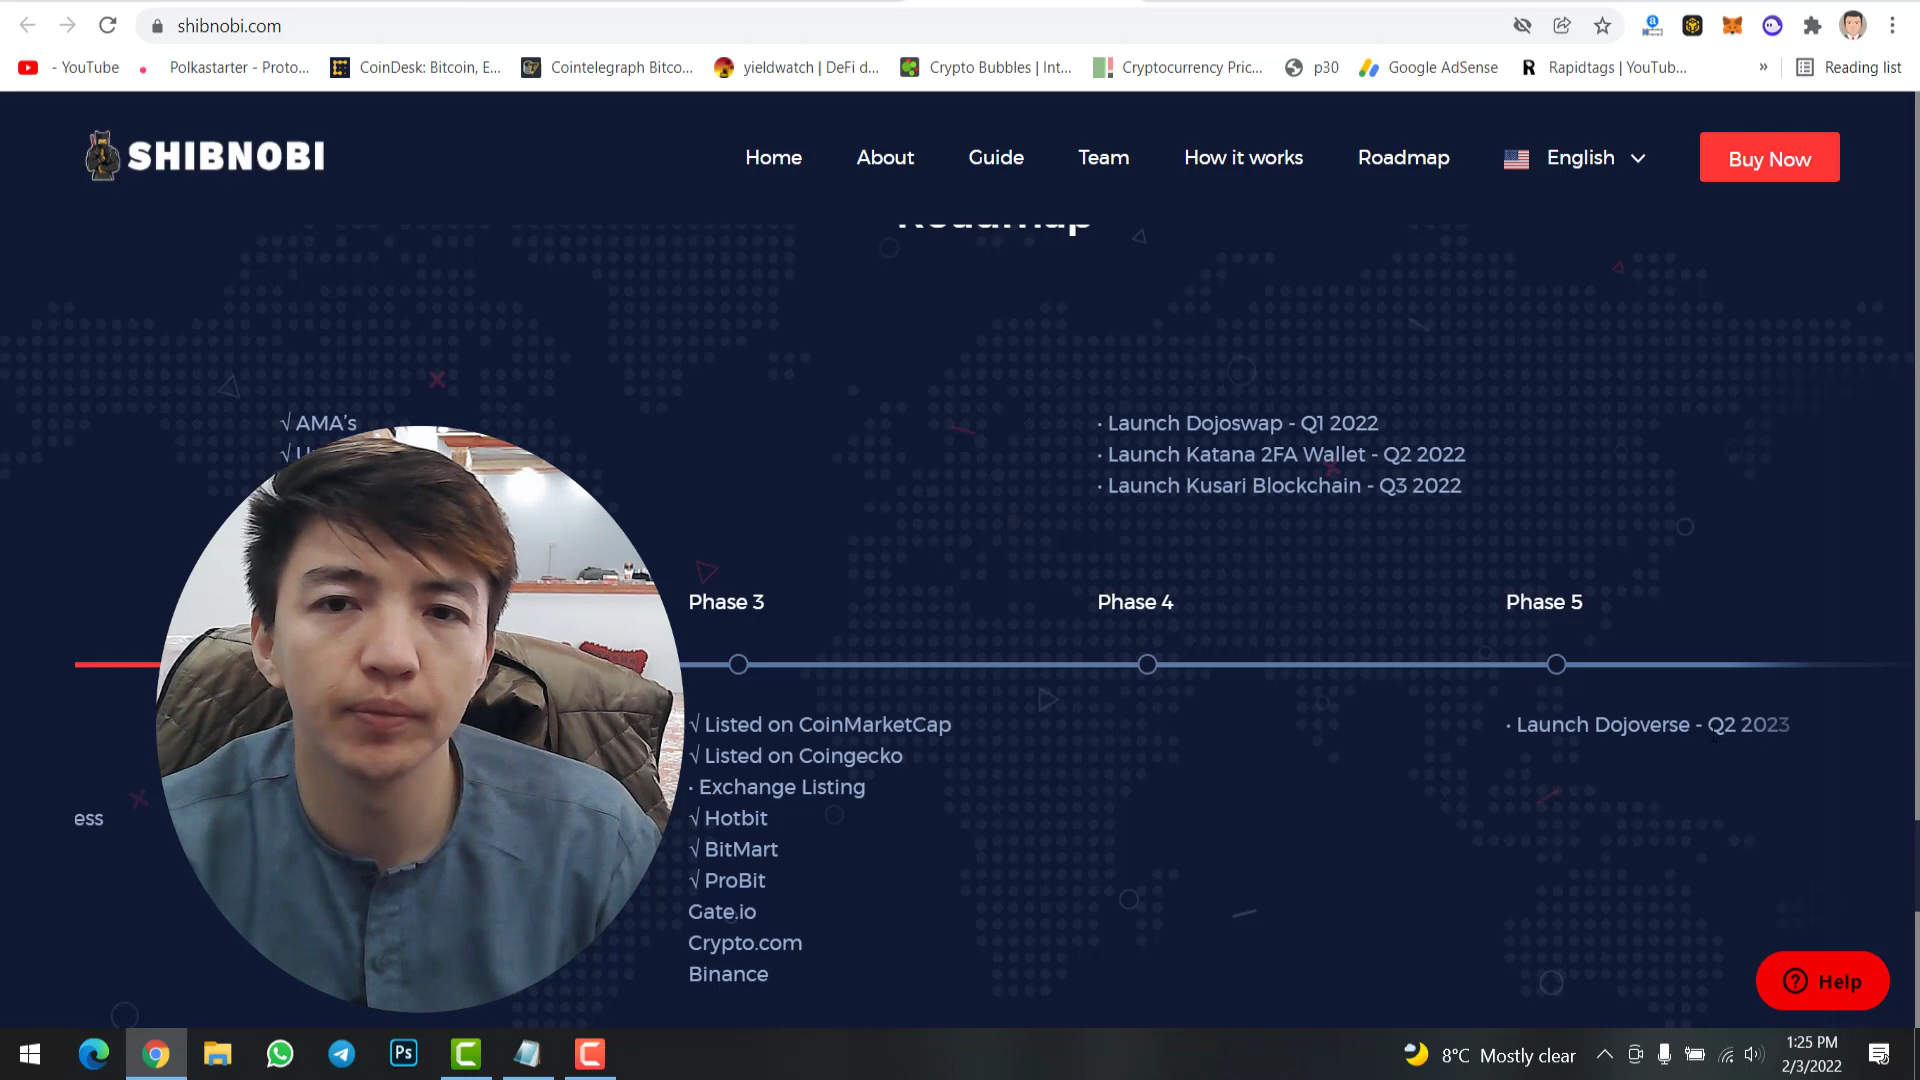 shibnobi.com
- YouTube
Polkastarter - Proto...
CoinDesk: Bitcoin, E...
Cointelegraph Bitco...
yieldwatch | DeFi d...
Crypto Bubbles | Int...
Cryptocurrency Pric...
p30
Google AdSense
Rapidtags | YouTub...
»
Reading list
SHIBNOBI
Home
About
Guide
Team
How it works
Roadmap
English
Buy Now
Roadmap
√ AMA's
· Launch Dojoswap - Q1 2022
· Launch Katana 2FA Wallet - Q2 2022
· Launch Kusari Blockchain - Q3 2022
Phase 3
Phase 4
Phase 5
ess
√ Listed on CoinMarketCap
√ Listed on Coingecko
· Exchange Listing
√ Hotbit
√ BitMart
√ ProBit
Gate.io
Crypto.com
Binance
· Launch Dojoverse - Q2 2023
Help
Ps
8°C Mostly clear
1:25 PM
2/3/2022